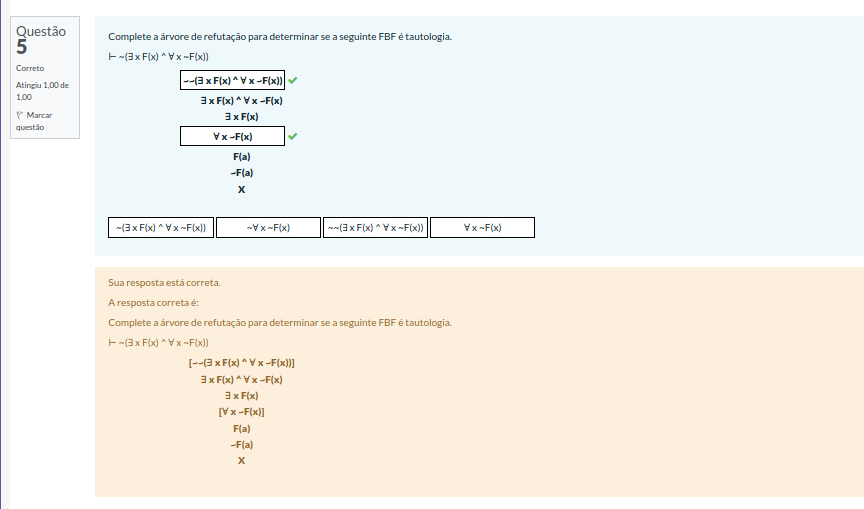 Questão
5
Correto
Atingiu 1,00 de
1,00
Marcar
questão
Complete a árvore de refutação para determinar se a seguinte FBF é tautologia.
⊢ ~(∃ x F(x) ^ ∀ x ~F(x))
~~(∃ x F(x) ^ ∀ x ~F(x))
∃ x F(x) ^ ∀ x ~F(x)
∃ x F(x)
∀ x ~F(x)
F(a)
~F(a)
X
~(∃ x F(x) ^ ∀ x ~F(x)) ~∀ x ~F(x) ~~(∃ x F(x) ^ ∀ x ~F(x)) ∀ x ~F(x)
Sua resposta está correta.
A resposta correta é:
Complete a árvore de refutação para determinar se a seguinte FBF é tautologia.
⊢ ~(∃ x F(x) ^ ∀ x ~F(x))
[~~(∃ x F(x) ^ ∀ x ~F(x))]
∃ x F(x) ^ ∀ x ~F(x)
∃ x F(x)
[∀ x ~F(x)]
F(a)
~F(a)
X